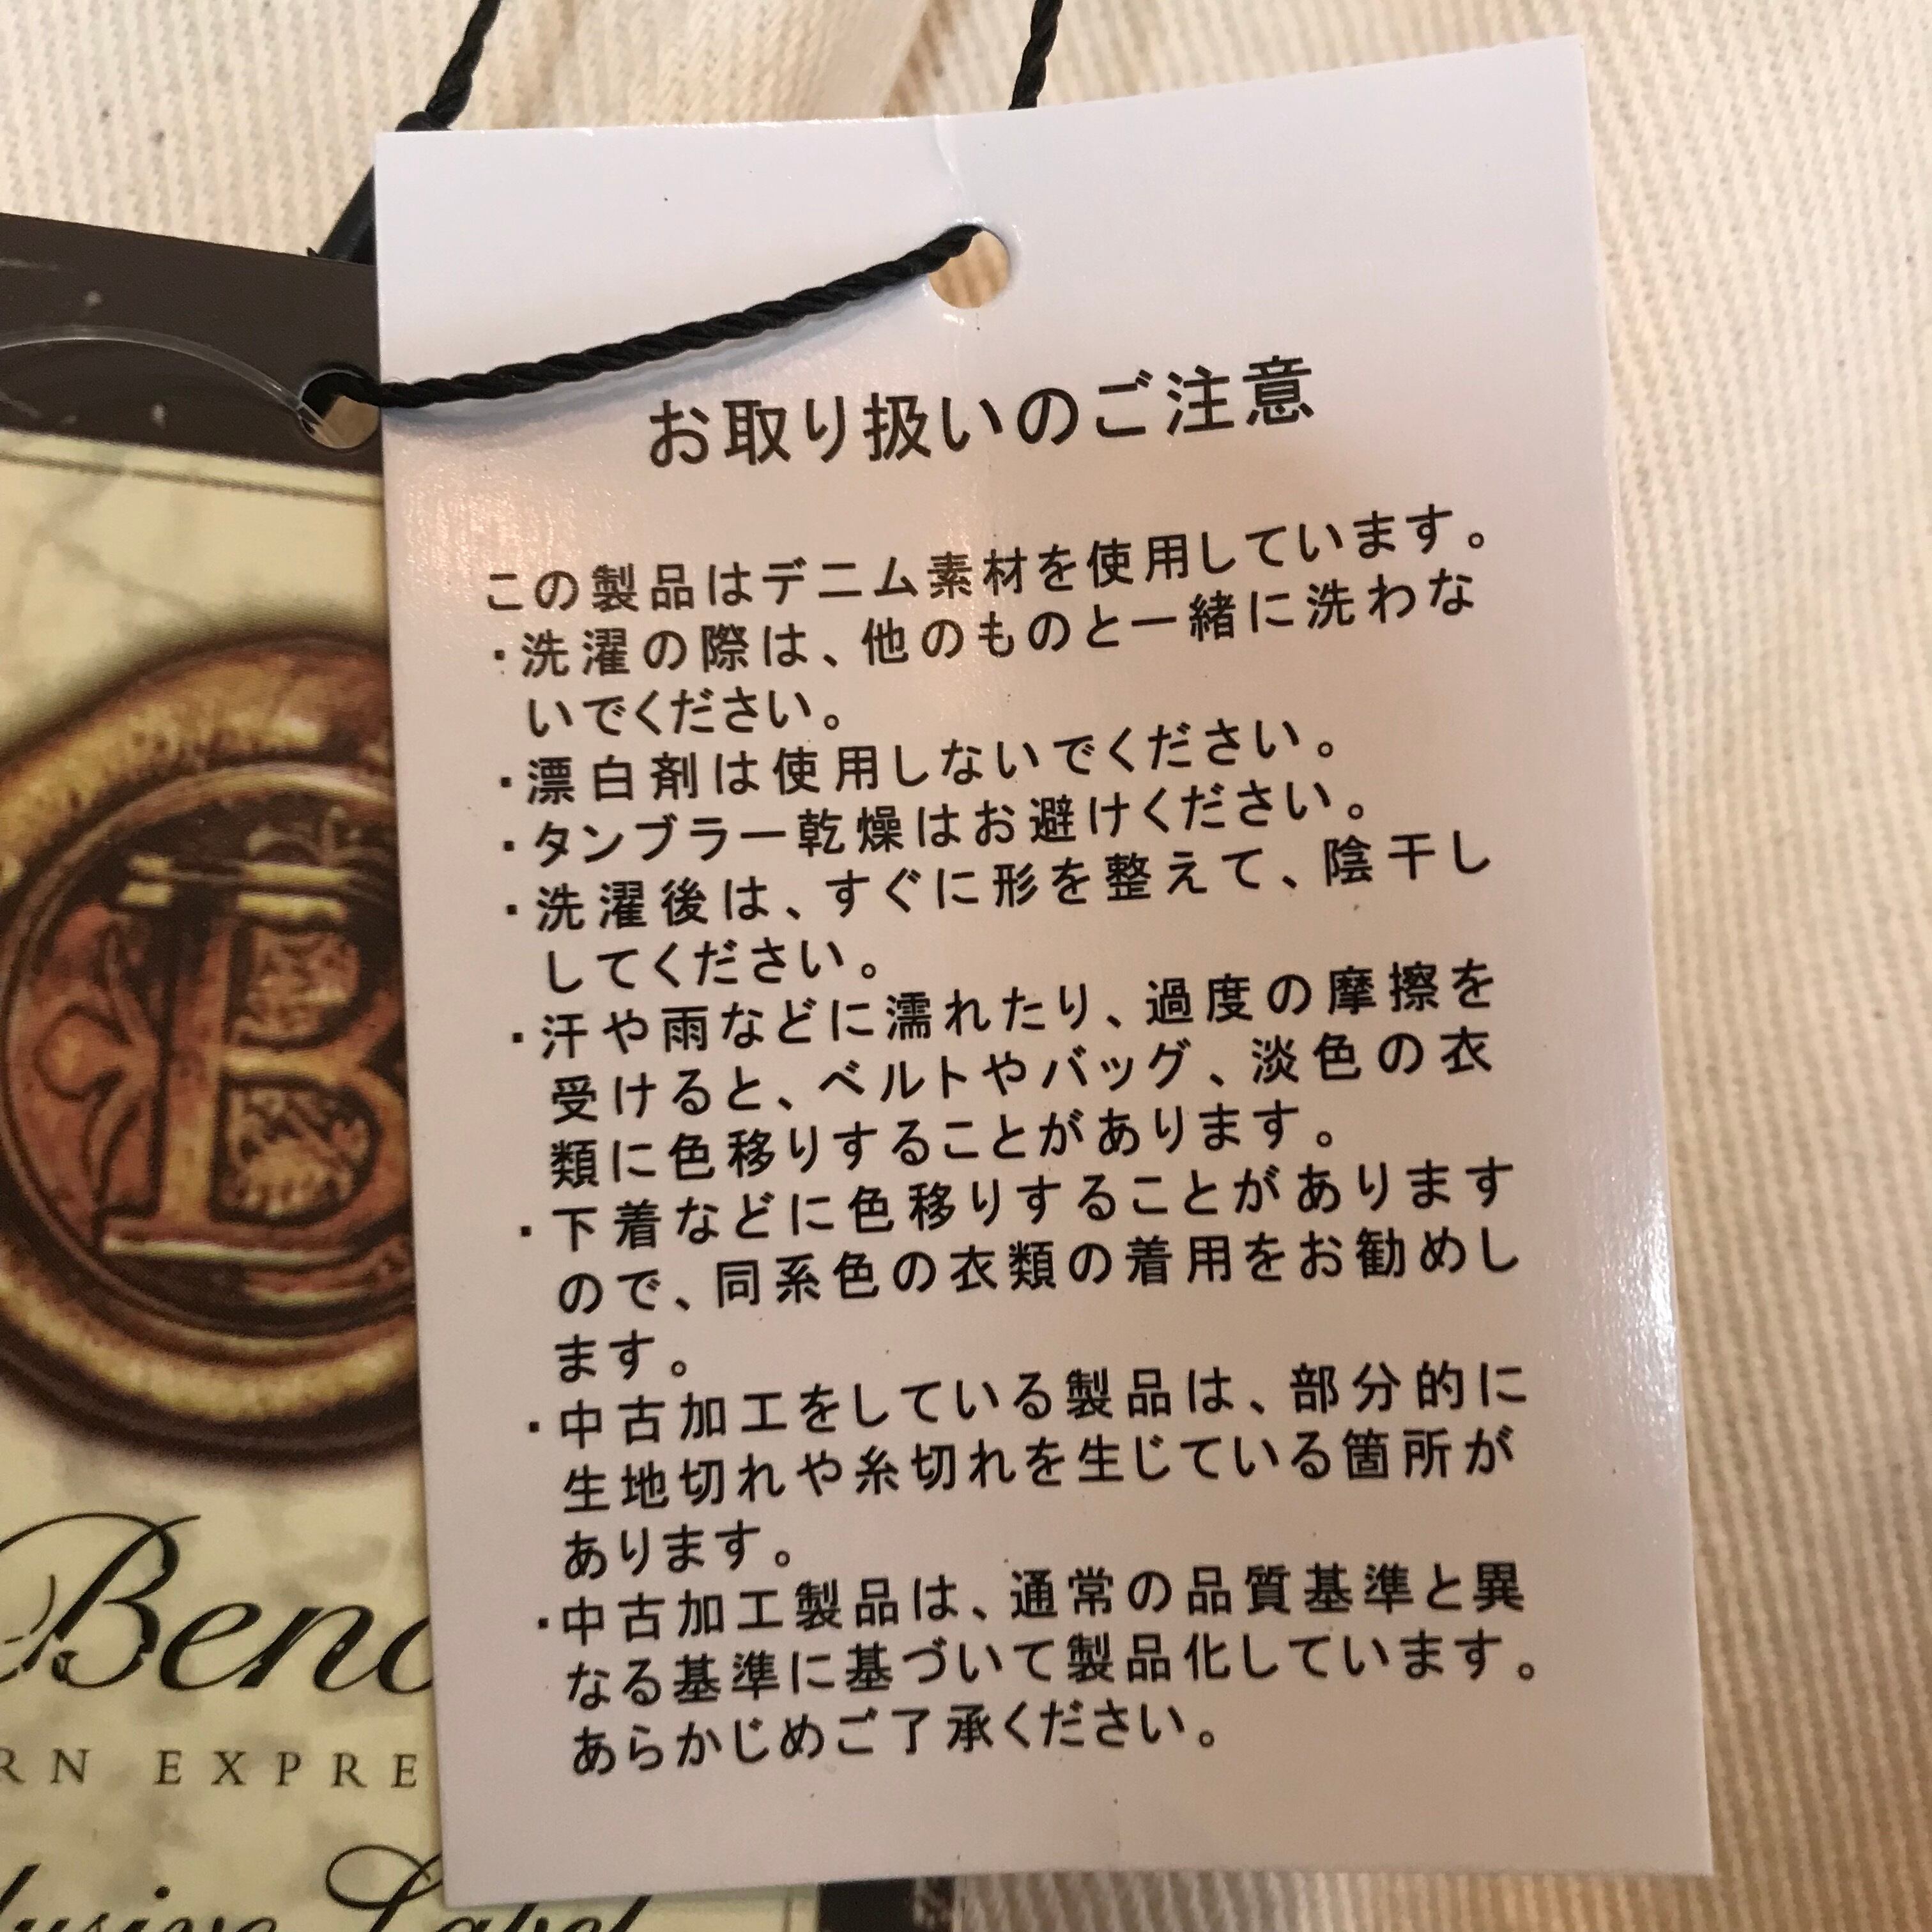 お取り扱いのご注意
この製品はデニム素材を使用しています。
・洗濯の際は、他のものと一緒に洗わな
いでください。
・漂白剤は使用しないでください。
・タンブラー乾燥はお避けください。
・洗濯後は、すぐに形を整えて、陰干し
してください。
・汗や雨などに濡れたり、過度の摩擦を
受けると、ベルトやバッグ、淡色の衣
類に色移りすることがあります。
・下着などに色移りすることがあります
ので、同系色の衣類の着用をお勧めし
ます。
・中古加工をしている製品は、部分的に
生地切れや糸切れを生じている箇所が
あります。
・中古加工製品は、通常の品質基準と異
なる基準に基づいて製品化しています。
あらかじめご了承ください。
B
Ben
RN EXPRE
lusive Label